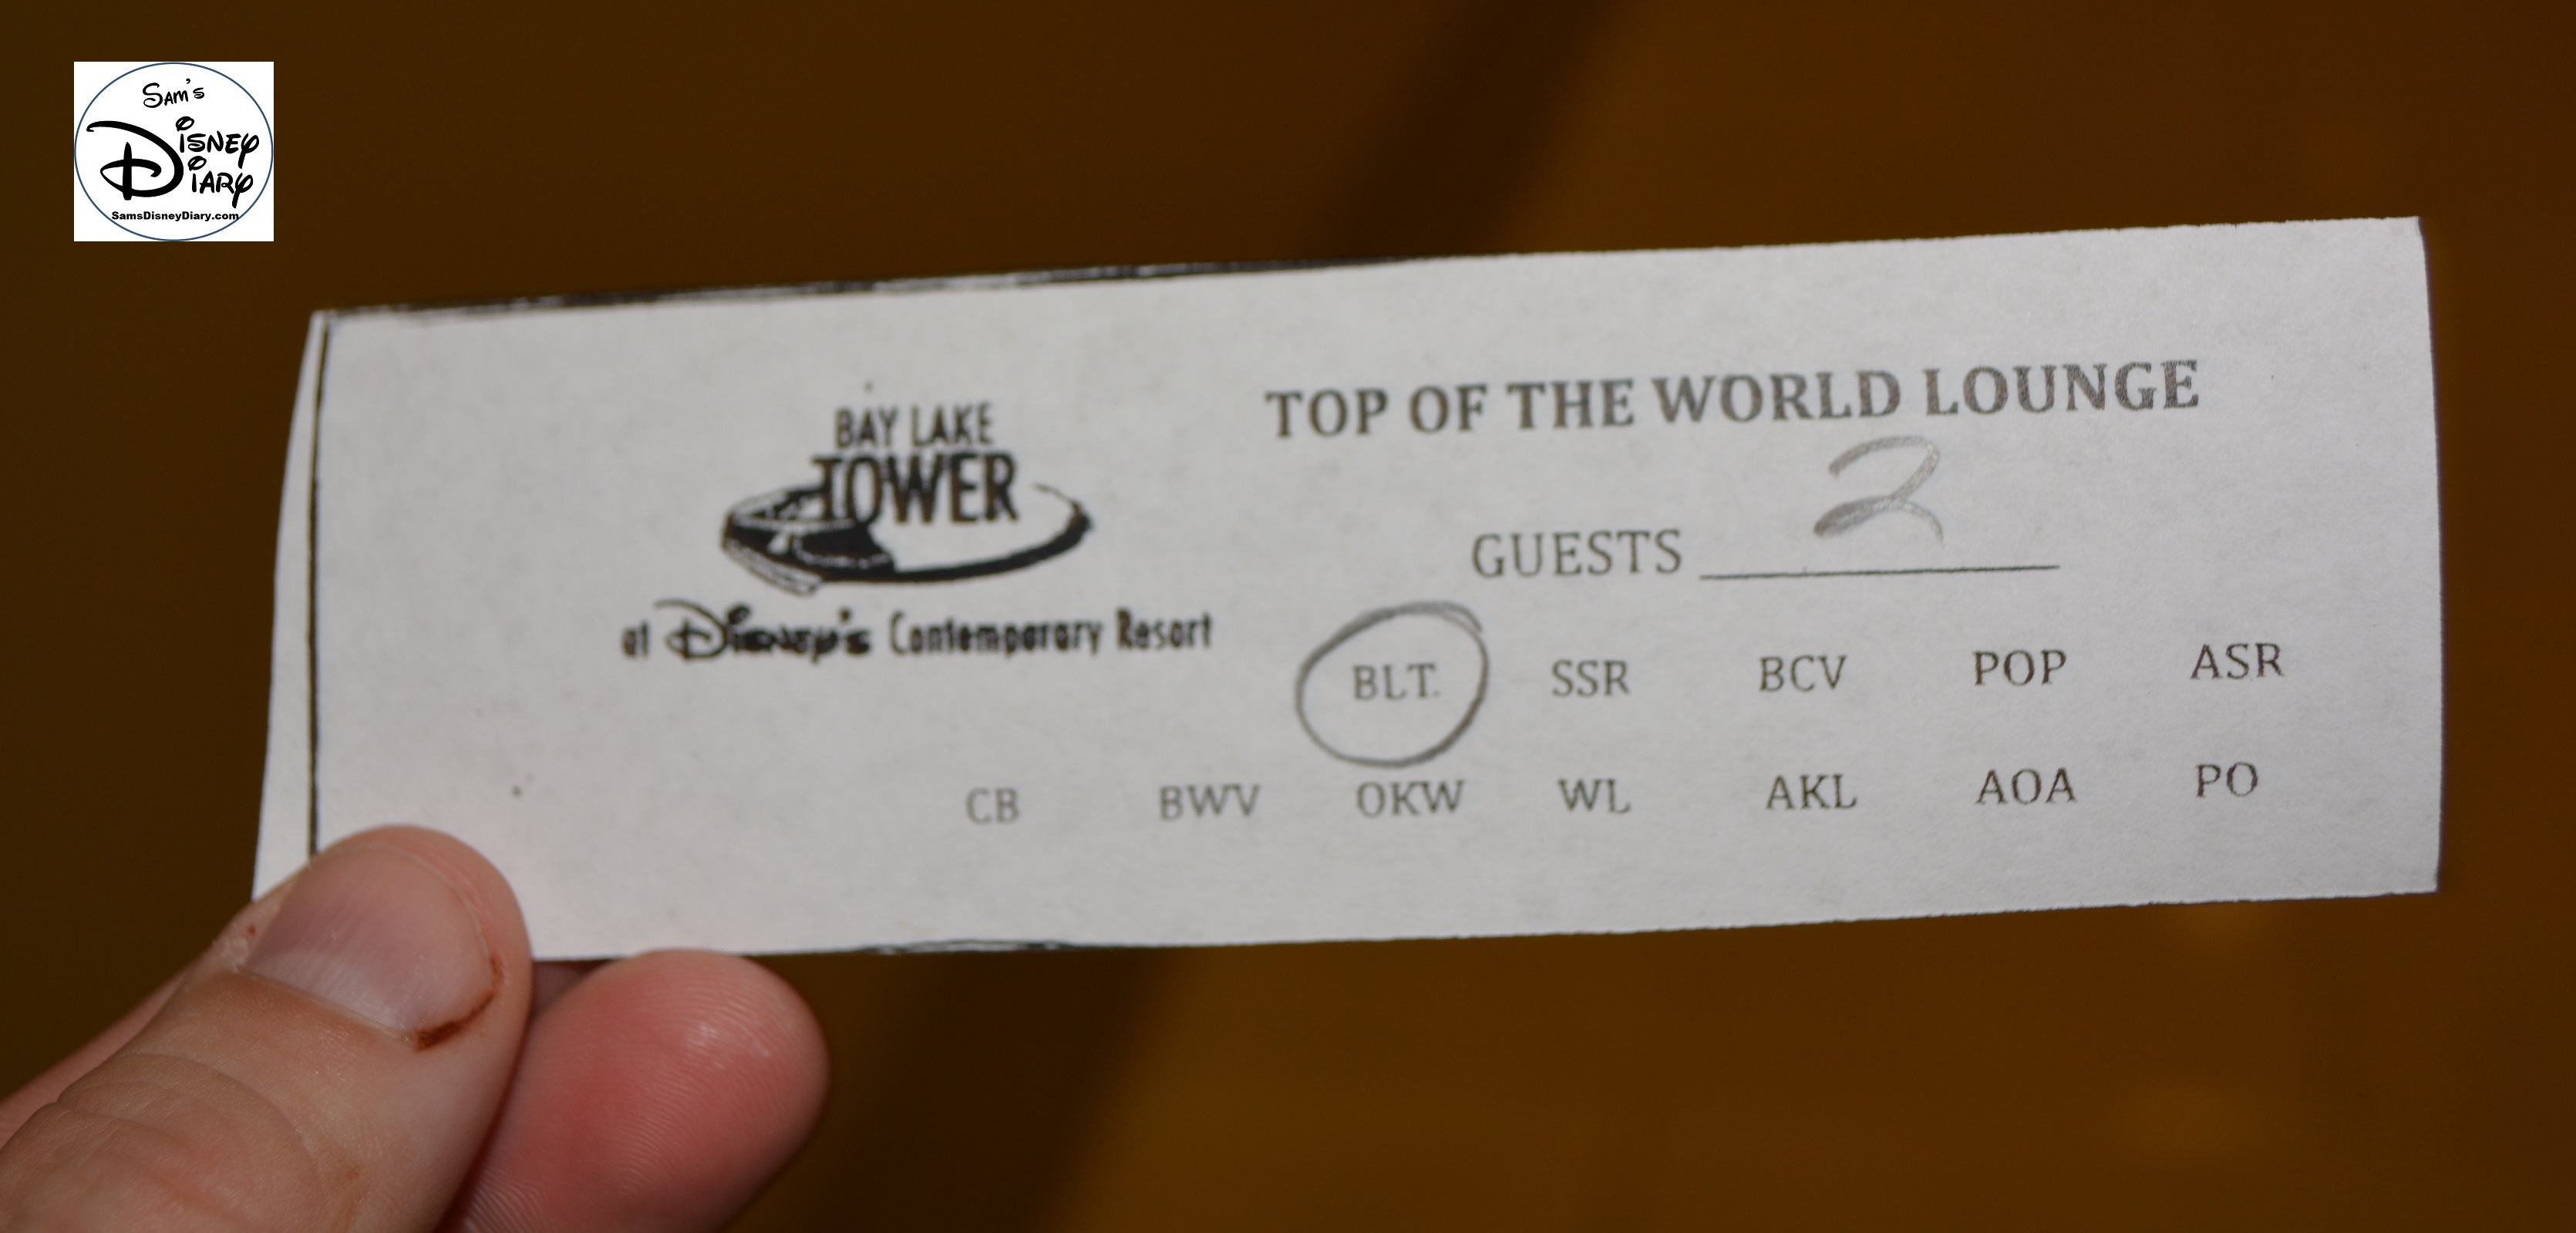 Sam's
Disney
Diary
SamsDisneyDiary.com
BAY LAKE
TOWER
at Disney's Contemporary Resort
TOP OF THE WORLD LOUNGE
GUESTS 2
BLT. SSR BCV POP ASR
CB BWV OKW WL AKL AOA PO